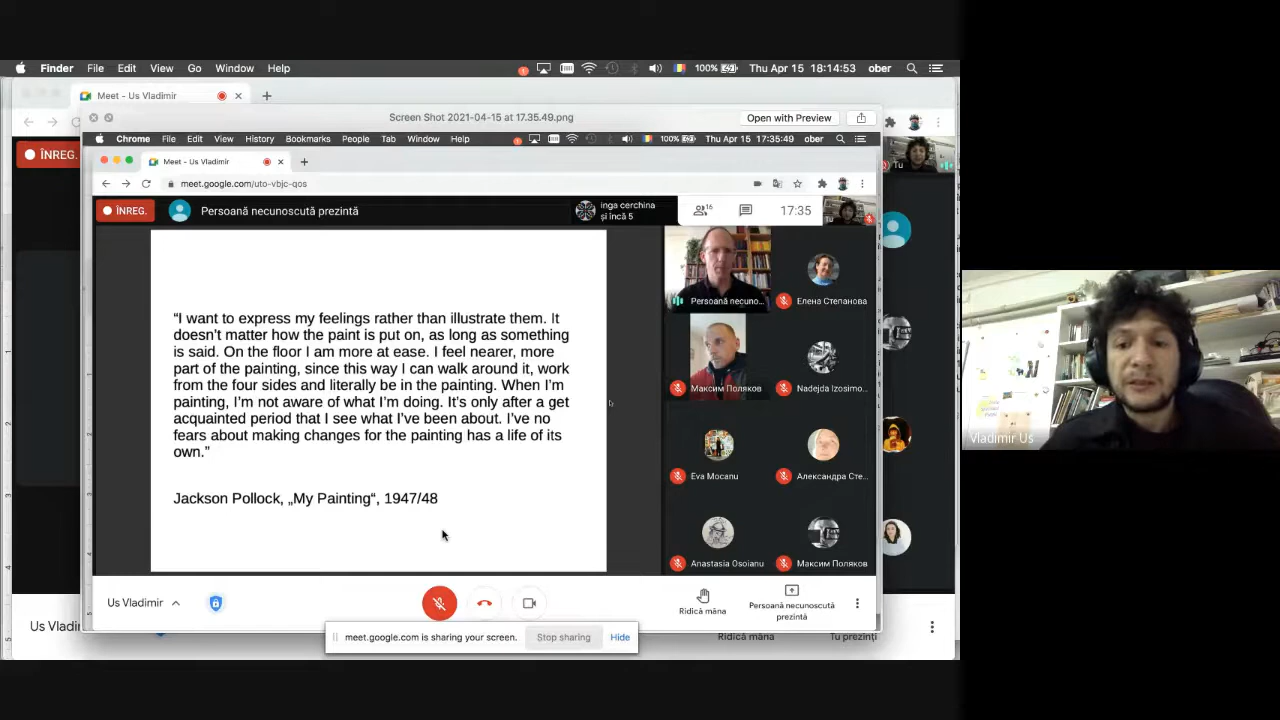 Finder File Edit View Go Window Help
100% Thu Apr 15 18:14:53 ober
Meet - Us Vladimir
Screen Shot 2021-04-15 at 17.35.49.png
Open with Preview
Chrome File Edit View History Bookmarks People Tab Window Help
100% Thu Apr 15 17:35:49 ober
ÎNREG.
Meet - Us Vladimir
Tu
meet.google.com/uto-vbjc-qos
ÎNREG.
Persoană necunoscută prezintă
inga cerchina
și încă 5
16
17:35
Tu
“I want to express my feelings rather than illustrate them. It
doesn’t matter how the paint is put on, as long as something
is said. On the floor I am more at ease. I feel nearer, more
part of the painting, since this way I can walk around it, work
from the four sides and literally be in the painting. When I’m
painting, I’m not aware of what I’m doing. It’s only after a get
acquainted period that I see what I’ve been about. I’ve no
fears about making changes for the painting has a life of its
own.”
Jackson Pollock, „My Painting“, 1947/48
Persoană necuno...
Елена Степанова
Максим Поляков
Nadejda Izosimo...
Eva Mocanu
Александра Сте...
Anastasia Osoianu
Максим Поляков
Us Vladimir
Ridică mâna
Persoană necunoscută
prezintă
Us Vladir
meet.google.com is sharing your screen.
Stop sharing
Hide
Ridică mâna
Tu prezinți
Vladimir Us